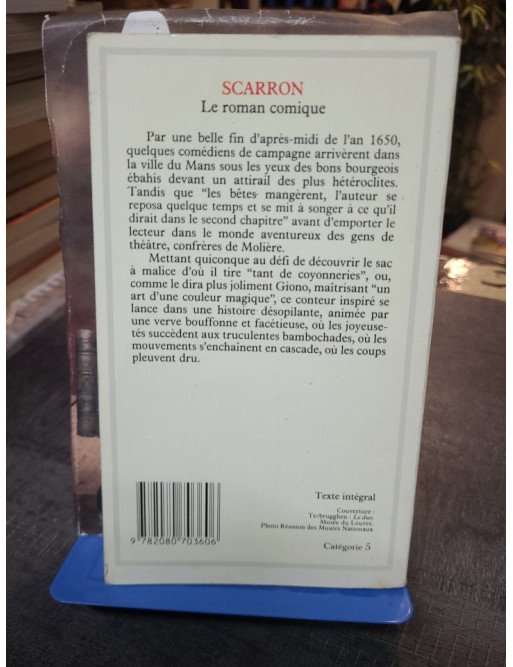 SCARRON
Le roman comique
Par une belle fin d'après-midi de l'an 1650,
quelques comédiens de campagne arrivèrent dans
la ville du Mans sous les yeux des bons bourgeois
ébahis devant un attirail des plus hétéroclites.
Tandis que "les bêtes mangèrent, l'auteur se
reposa quelque temps et se mit à songer à ce qu'il
dirait dans le second chapitre" avant d'emporter le
lecteur dans le monde aventureux des gens de
théâtre, confrères de Molière.
Mettant quiconque au défi de découvrir le sac
à malice d'où il tire "tant de coyonneries", ou,
comme le dira plus joliment Giono, maîtrisant "un
art d'une couleur magique", ce conteur inspiré se
lance dans une histoire désopilante, animée par
une verve bouffonne et facétieuse, où les joyeuse-
tés succèdent aux truculentes bambochades, où les
mouvements s'enchaînent en cascade, où les coups
pleuvent dru.
Texte intégral
Couverture :
Terbrugghen : Le duo.
Musée du Louvre.
Photo Réunion des Musées Nationaux
9 782080 703606
Catégorie 5